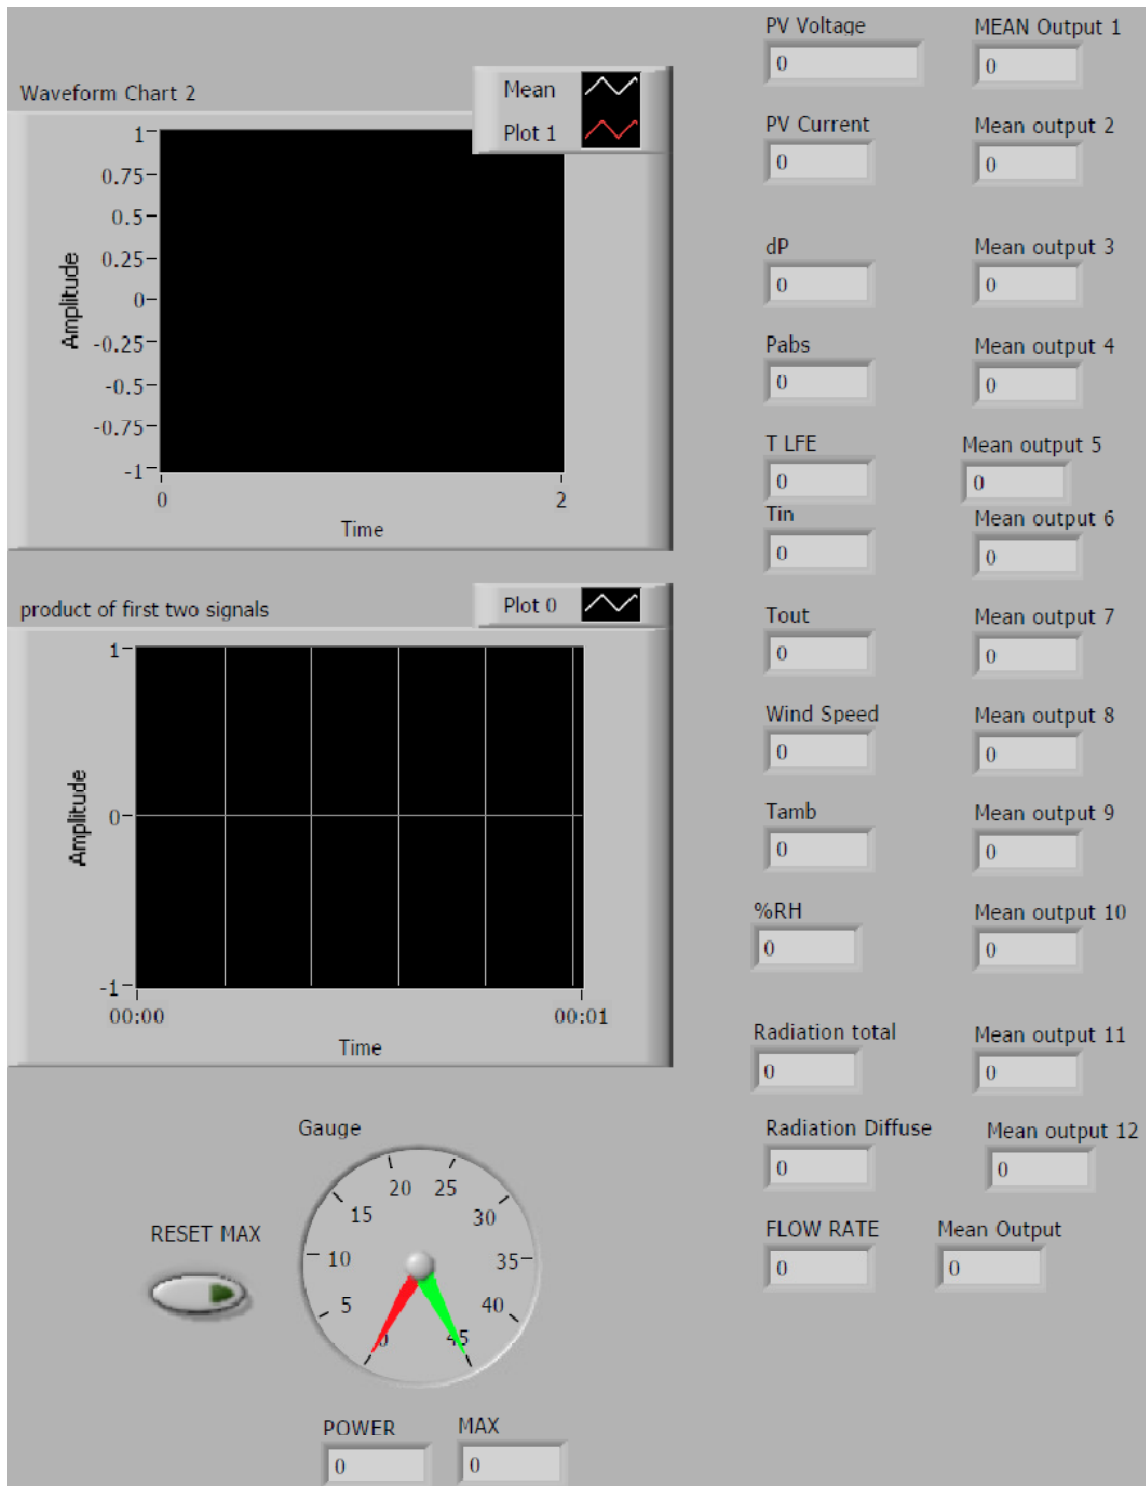 Waveform Chart 2
Mean
Plot 1
1
0.75
0.5
0.25
0
-0.25
-0.5
-0.75
-1
Amplitude
0
2
Time
product of first two signals
Plot 0
1
0
-1
Amplitude
00:00
00:01
Time
Gauge
RESET MAX
0
5
10
15
20
25
30
35
40
45
POWER
MAX
0
0
PV Voltage
MEAN Output 1
0
0
PV Current
Mean output 2
0
0
dP
Mean output 3
0
0
Pabs
Mean output 4
0
0
T LFE
Mean output 5
0
0
Tin
Mean output 6
0
0
Tout
Mean output 7
0
0
Wind Speed
Mean output 8
0
0
Tamb
Mean output 9
0
0
%RH
Mean output 10
0
0
Radiation total
Mean output 11
0
0
Radiation Diffuse
Mean output 12
0
0
FLOW RATE
Mean Output
0
0